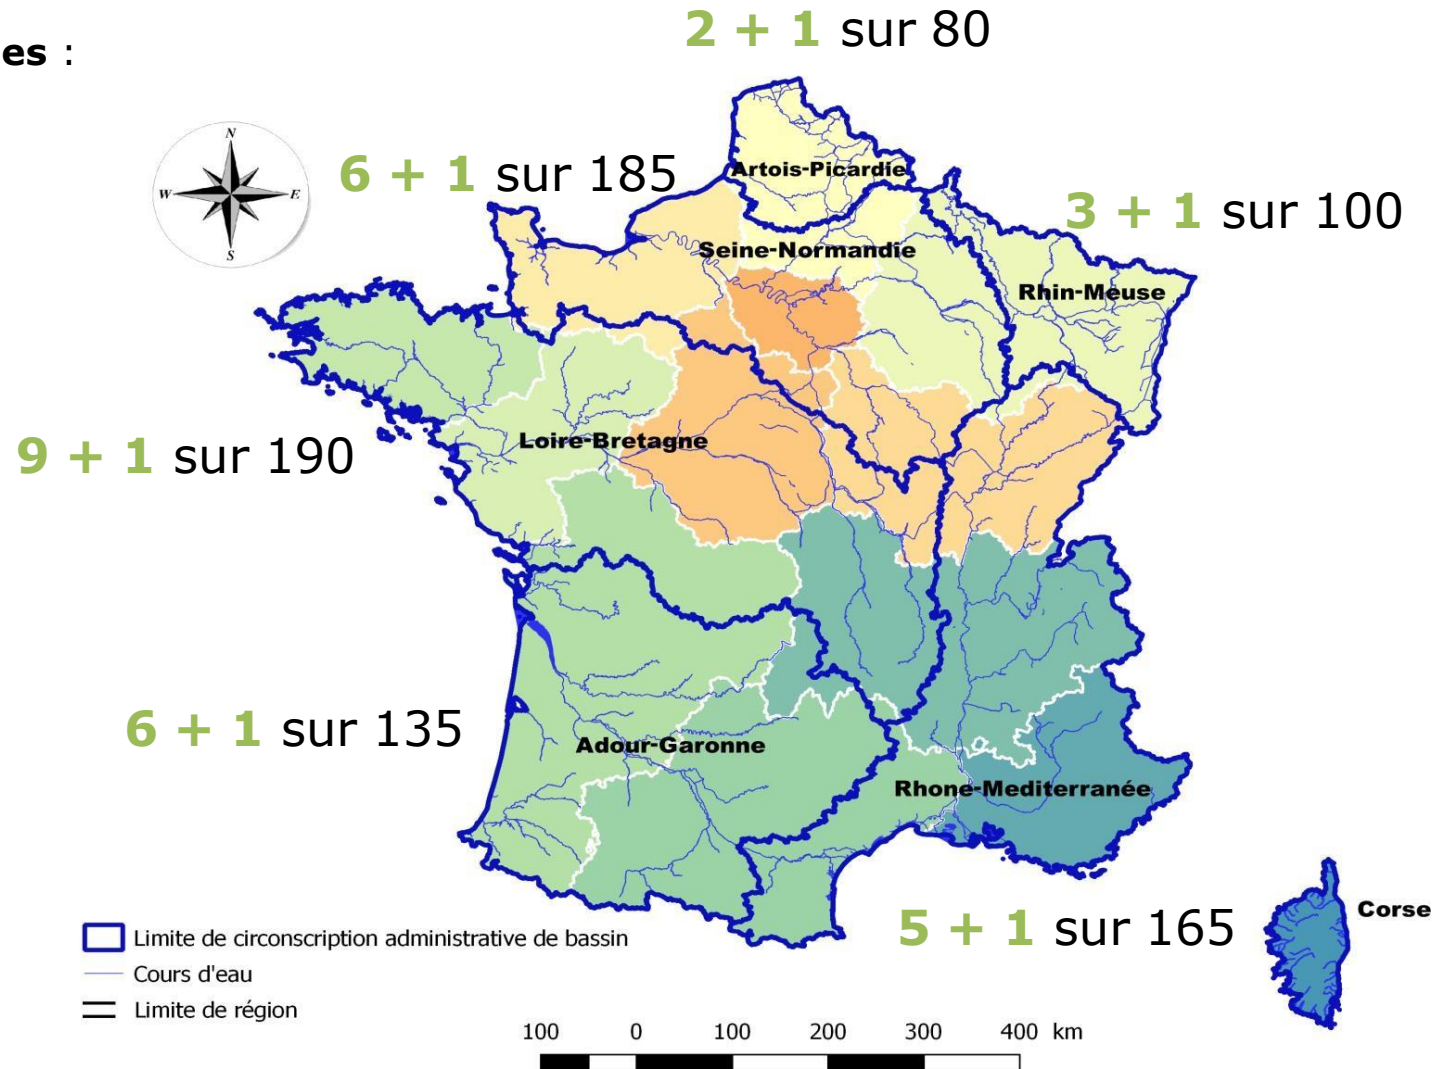 2 + 1 sur 80
es :
N
W
E
S
6 + 1 sur 185
Artois-Picardie
3 + 1 sur 100
Seine-Normandie
Rhin-Meuse
9 + 1 sur 190
Loire-Bretagne
6 + 1 sur 135
Adour-Garonne
Rhone-Mediterranée
5 + 1 sur 165
Corse
Limite de circonscription administrative de bassin
Cours d'eau
Limite de région
100 0 100 200 300 400 km